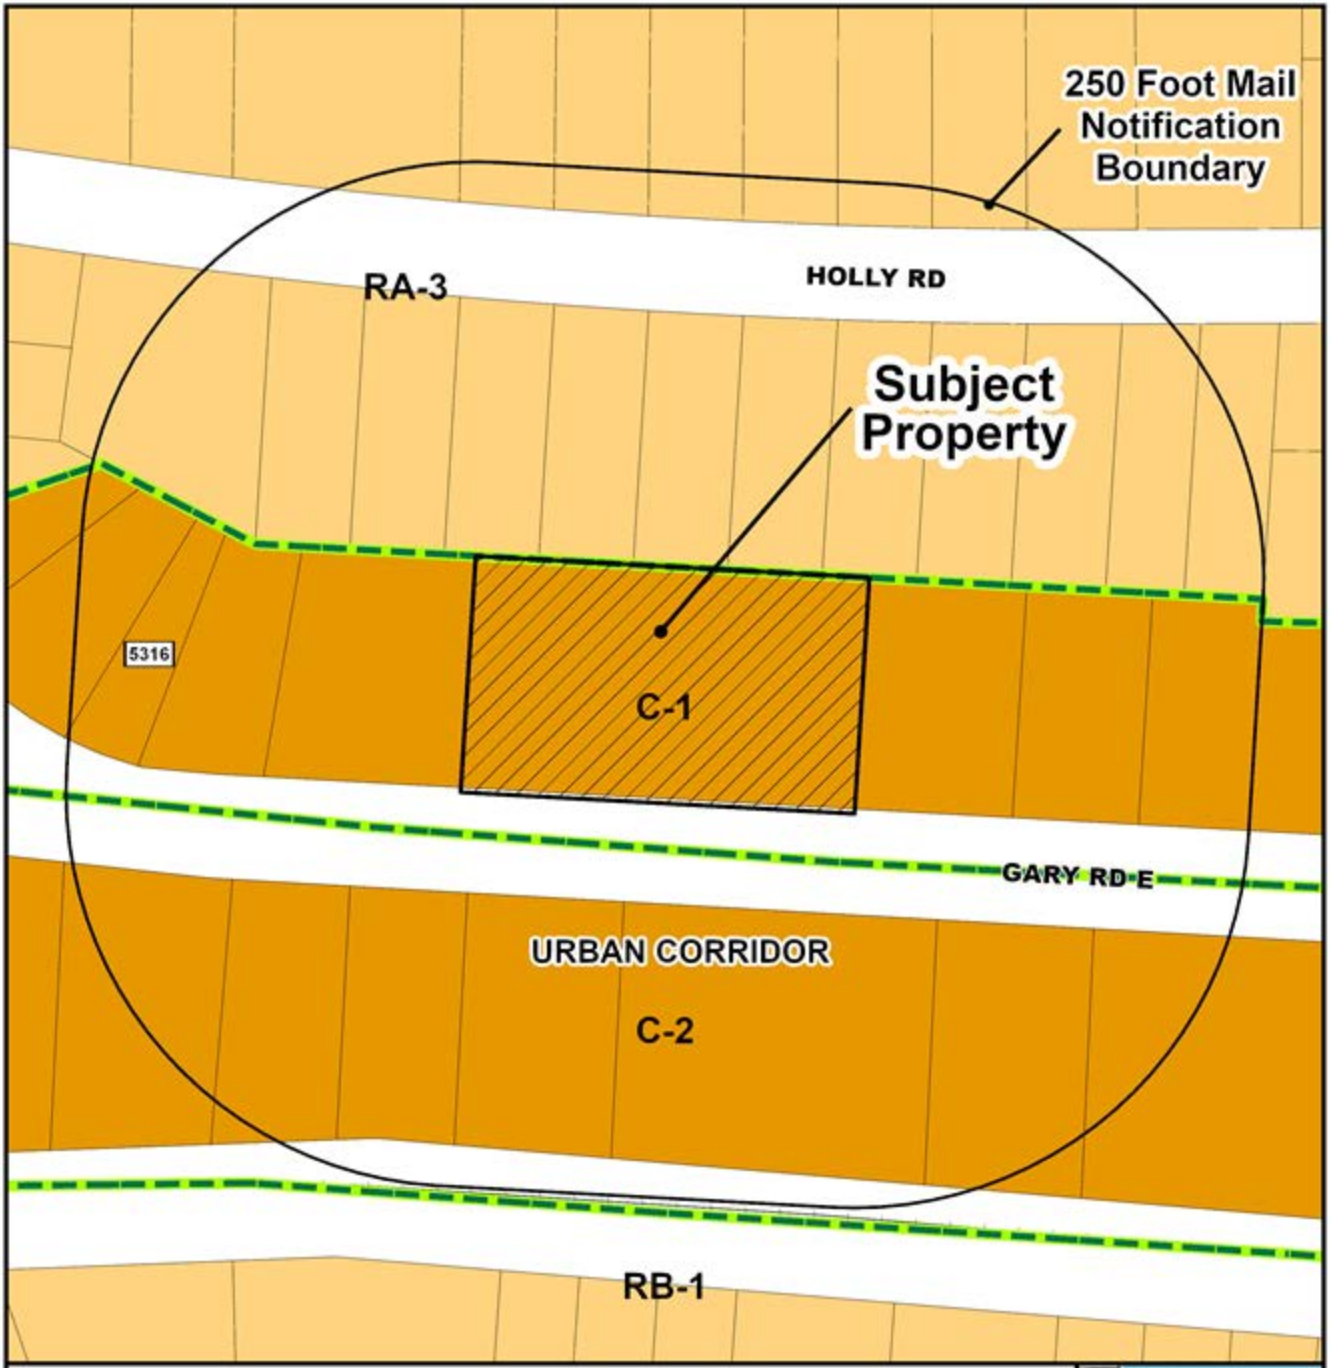 250 Foot Mail
Notification
Boundary
RA-3
HOLLY RD
Subject
Property
5316
C-1
GARY RD E
URBAN CORRIDOR
C-2
RB-1